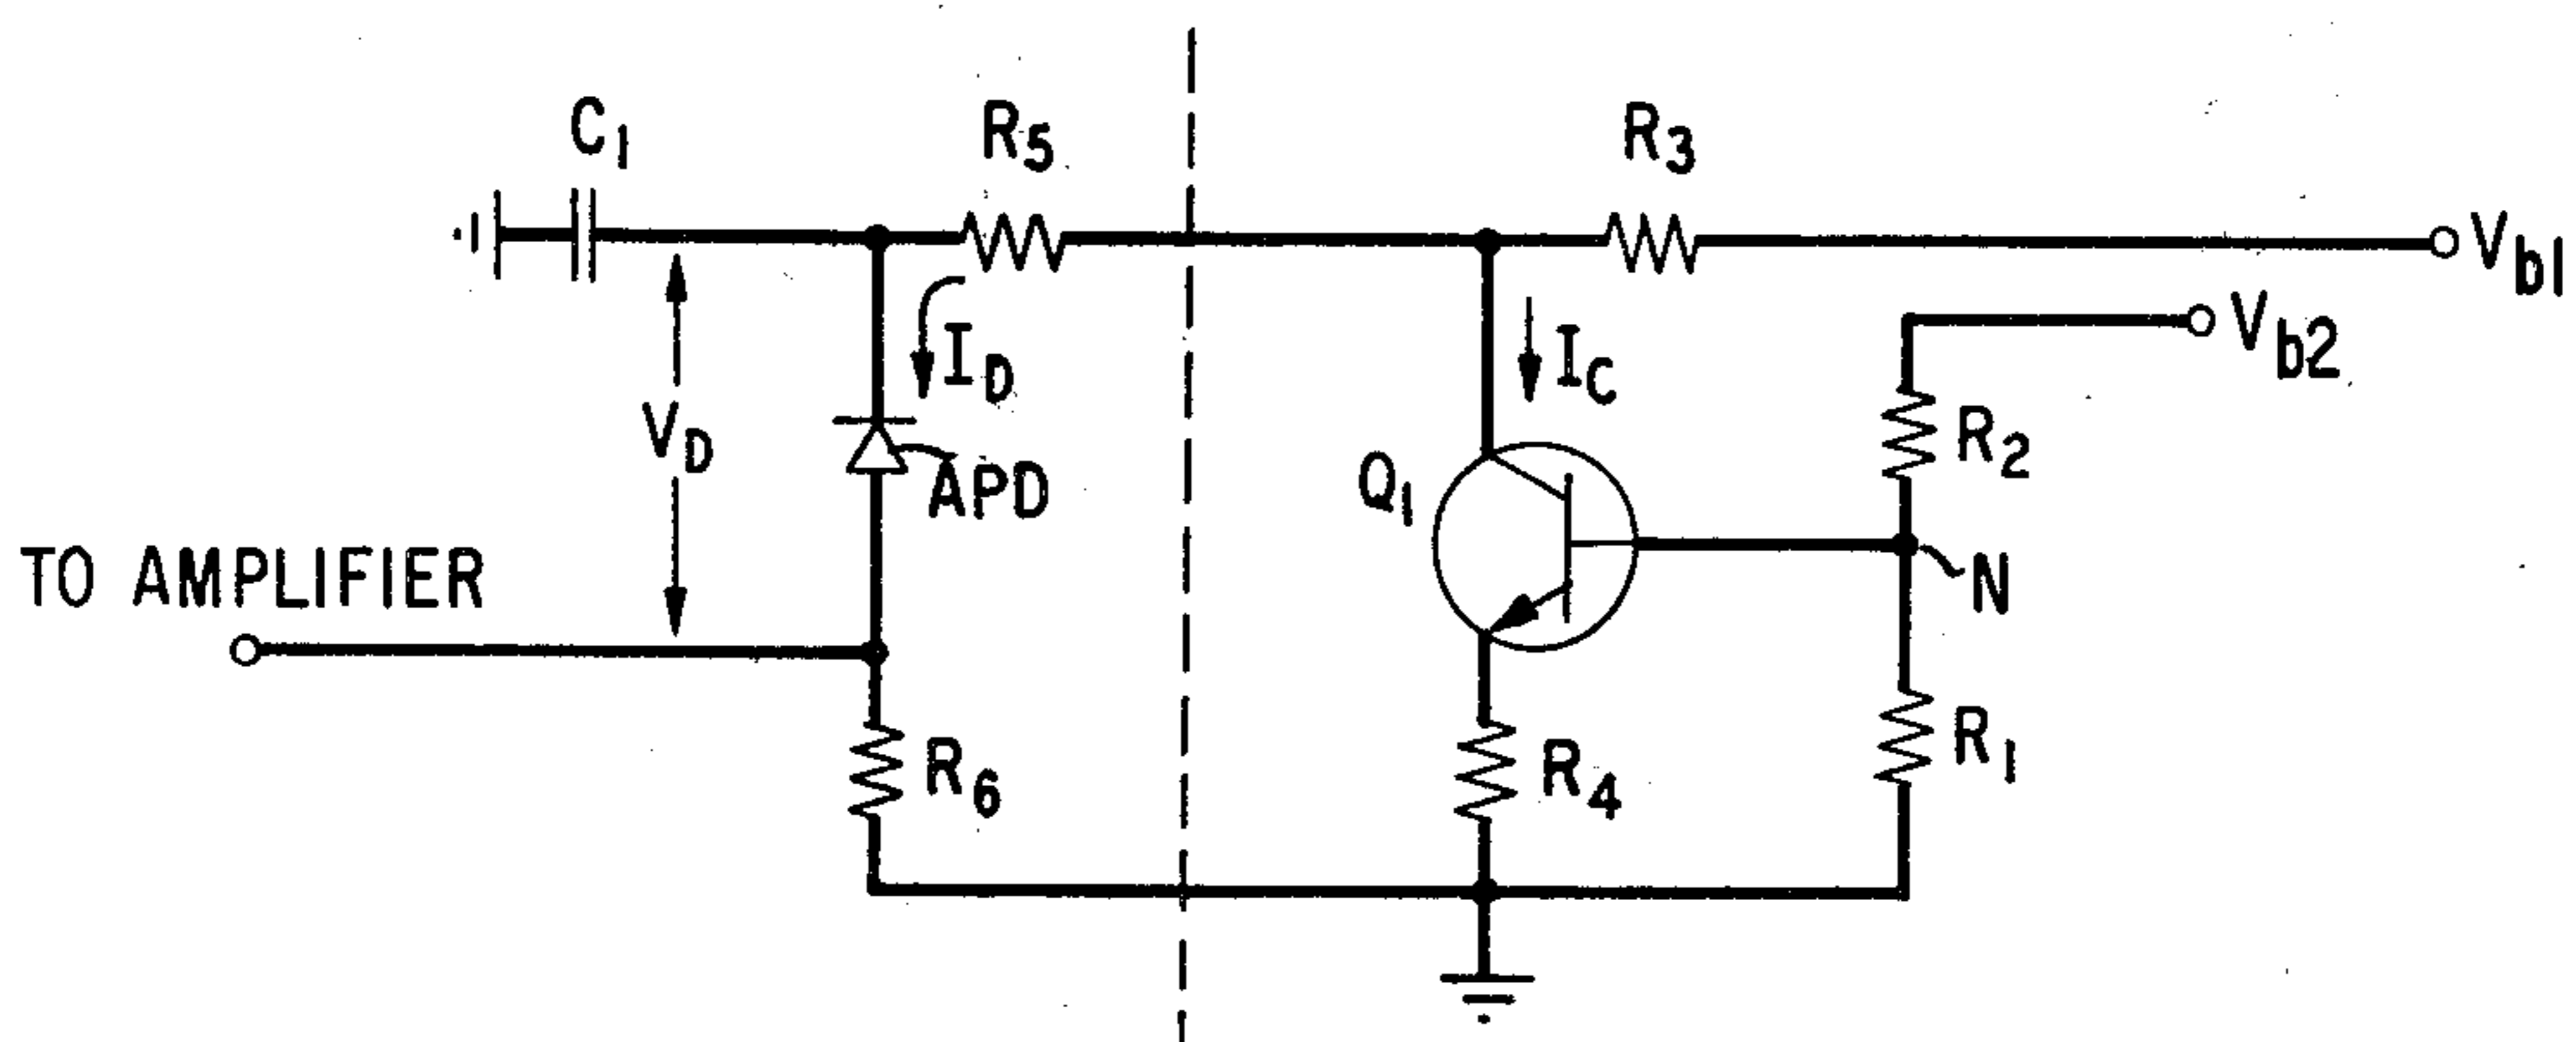 C1
R5
R3
Vb1
Vb2
ID
IC
VD
APD
R2
Q1
TO AMPLIFIER
N
R6
R4
R1